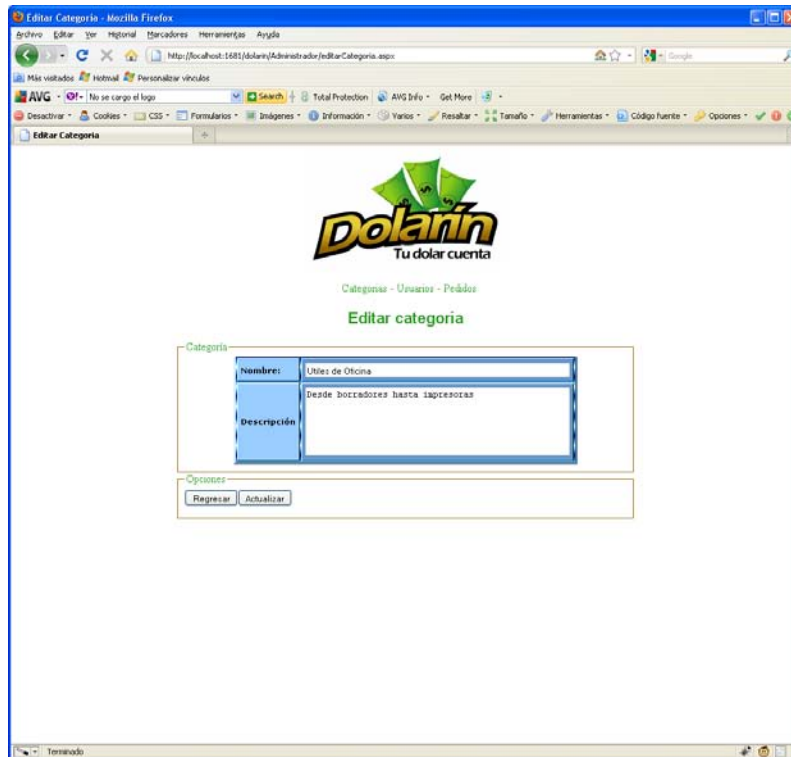 Editar Categoria - Mozilla Firefox
Archivo Editar Ver Historial Marcadores Herramientas Ayuda
http://localhost:1681/dolarin/Administrador/editarCategoria.aspx Google
Más visitados Hotmail Personalizar vínculos
AVG No se cargo el logo Search Total Protection AVG Info Get More
Desactivar Cookies CSS Formularios Imágenes Información Varios Resaltar Tamaño Herramientas Código fuente Opciones
Editar Categoria
Dolarín
Tu dolar cuenta
Categorias - Usuarios - Pedidos
Editar categoria
Categoría
Nombre: Utiles de Oficina
Descripción Desde borradores hasta impresoras
Opciones
Regresar Actualizar
Terminado